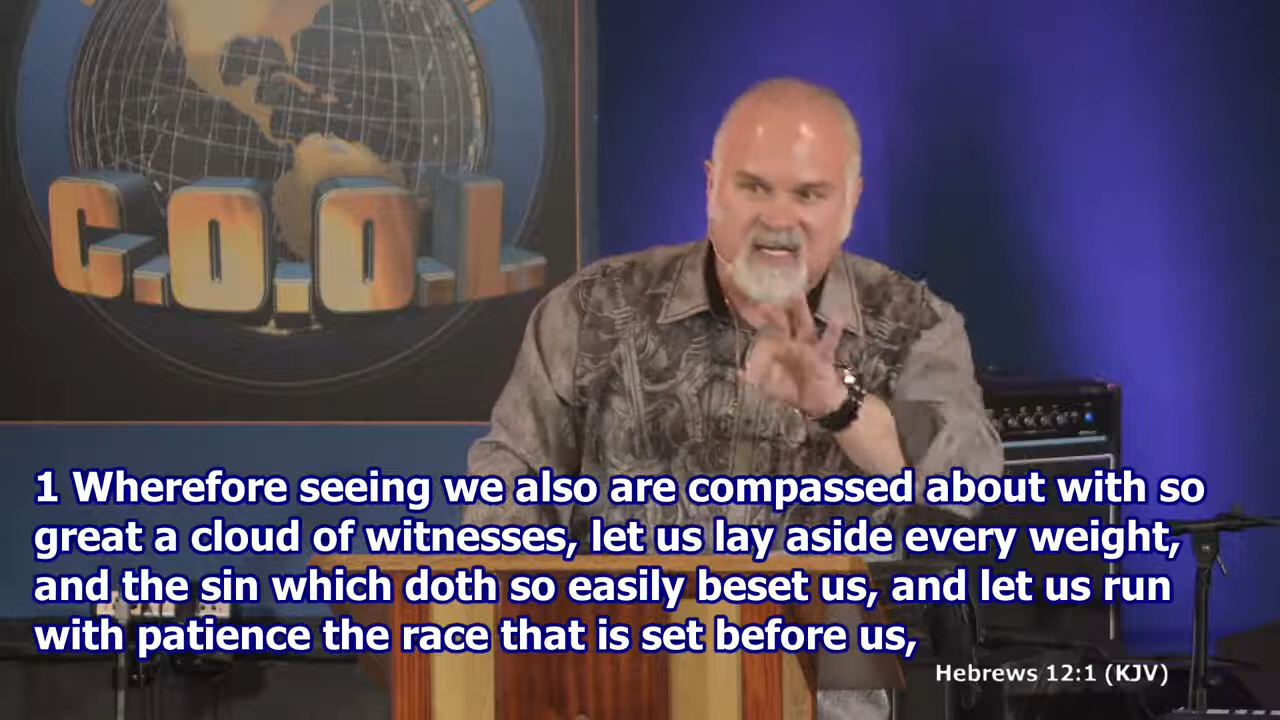 C.O.O.L.
1 Wherefore seeing we also are compassed about with so
great a cloud of witnesses, let us lay aside every weight,
and the sin which doth so easily beset us, and let us run
with patience the race that is set before us,
Hebrews 12:1 (KJV)